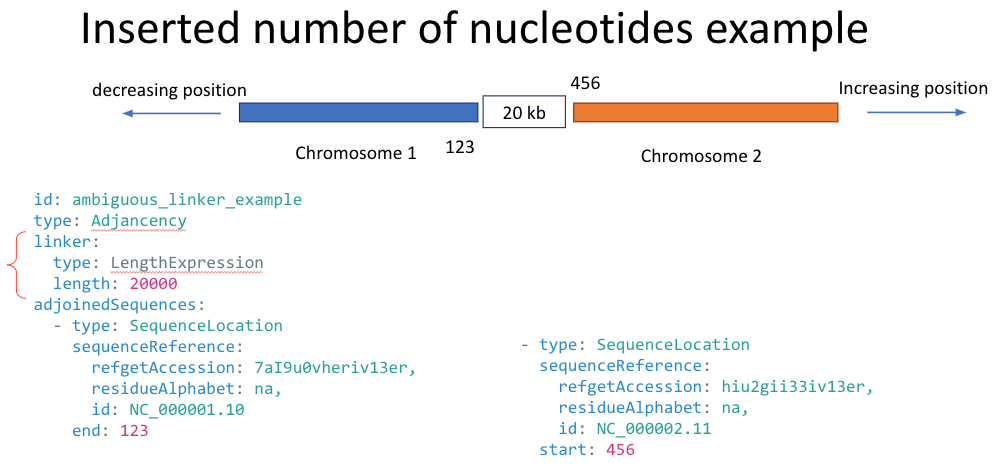 Inserted number of nucleotides example
decreasing position
456
Increasing position
20 kb
Chromosome 1
123
Chromosome 2
id: ambiguous_linker_example
type: Adjancency
linker:
type: LengthExpression
length: 20000
adjoinedSequences:
- type: SequenceLocation
sequenceReference:
refgetAccession: 7aI9u0vheriv13er,
residueAlphabet: na,
id: NC_000001.10
end: 123
- type: SequenceLocation
sequenceReference:
refgetAccession: hiu2gii33iv13er,
residueAlphabet: na,
id: NC_000002.11
start: 456